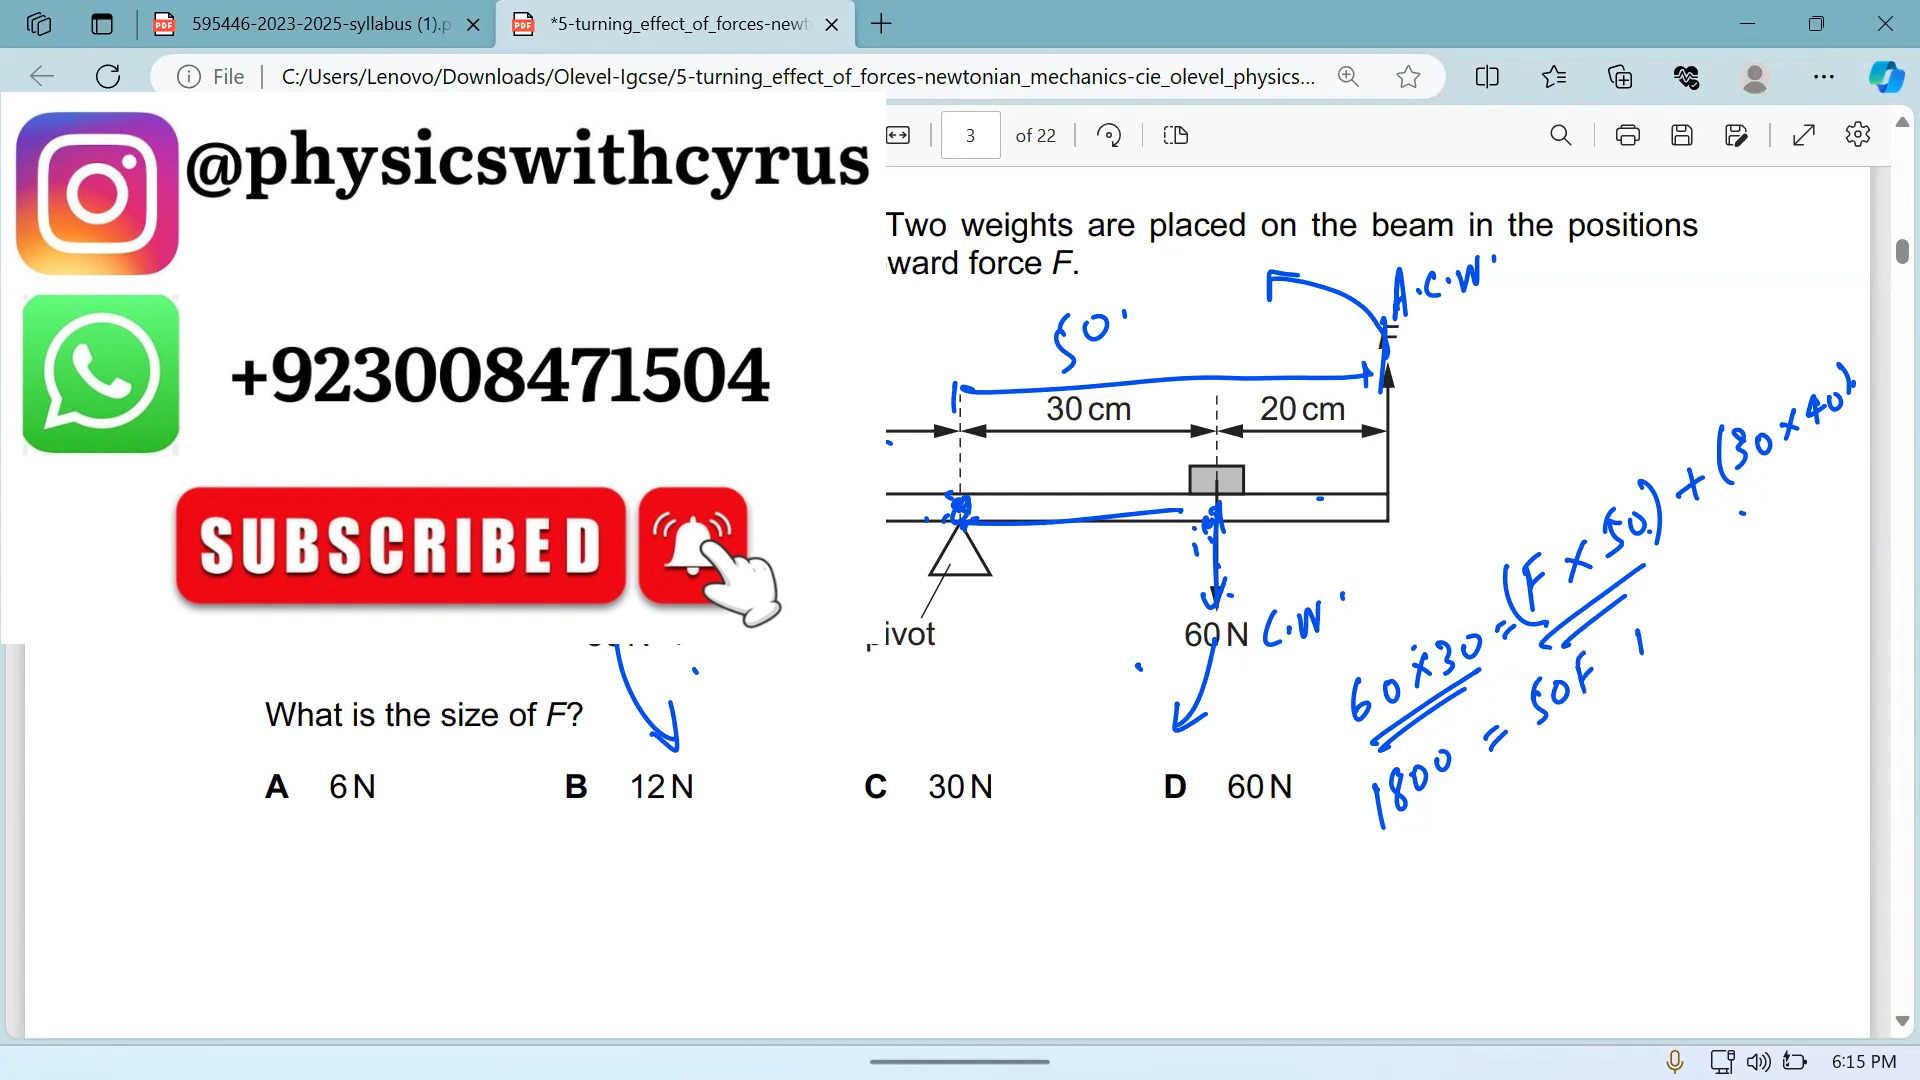 595446-2023-2025-syllabus (1).p
*5-turning_effect_of_forces-newt
File
C:/Users/Lenovo/Downloads/Olevel-Igcse/5-turning_effect_of_forces-newtonian_mechanics-cie_olevel_physics...
3 of 22
@physicswithcyrus
+923008471504
SUBSCRIBED
Two weights are placed on the beam in the positions
ward force F.
A.C.W.
50
F
30 cm
20 cm
ivot
60 N
C.W
60×30 = (F × 50) + (30×40)
1800 = 50F
What is the size of F?
A 6 N B 12 N C 30 N D 60 N
6:15 PM